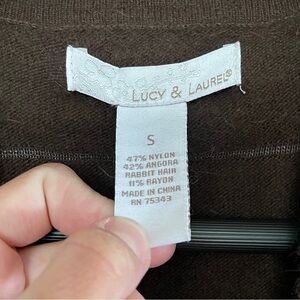 LUCY & LAUREL®
S
47% NYLON
42% ANGORA
RABBIT HAIR
11% RAYON
MADE IN CHINA
RN 75343